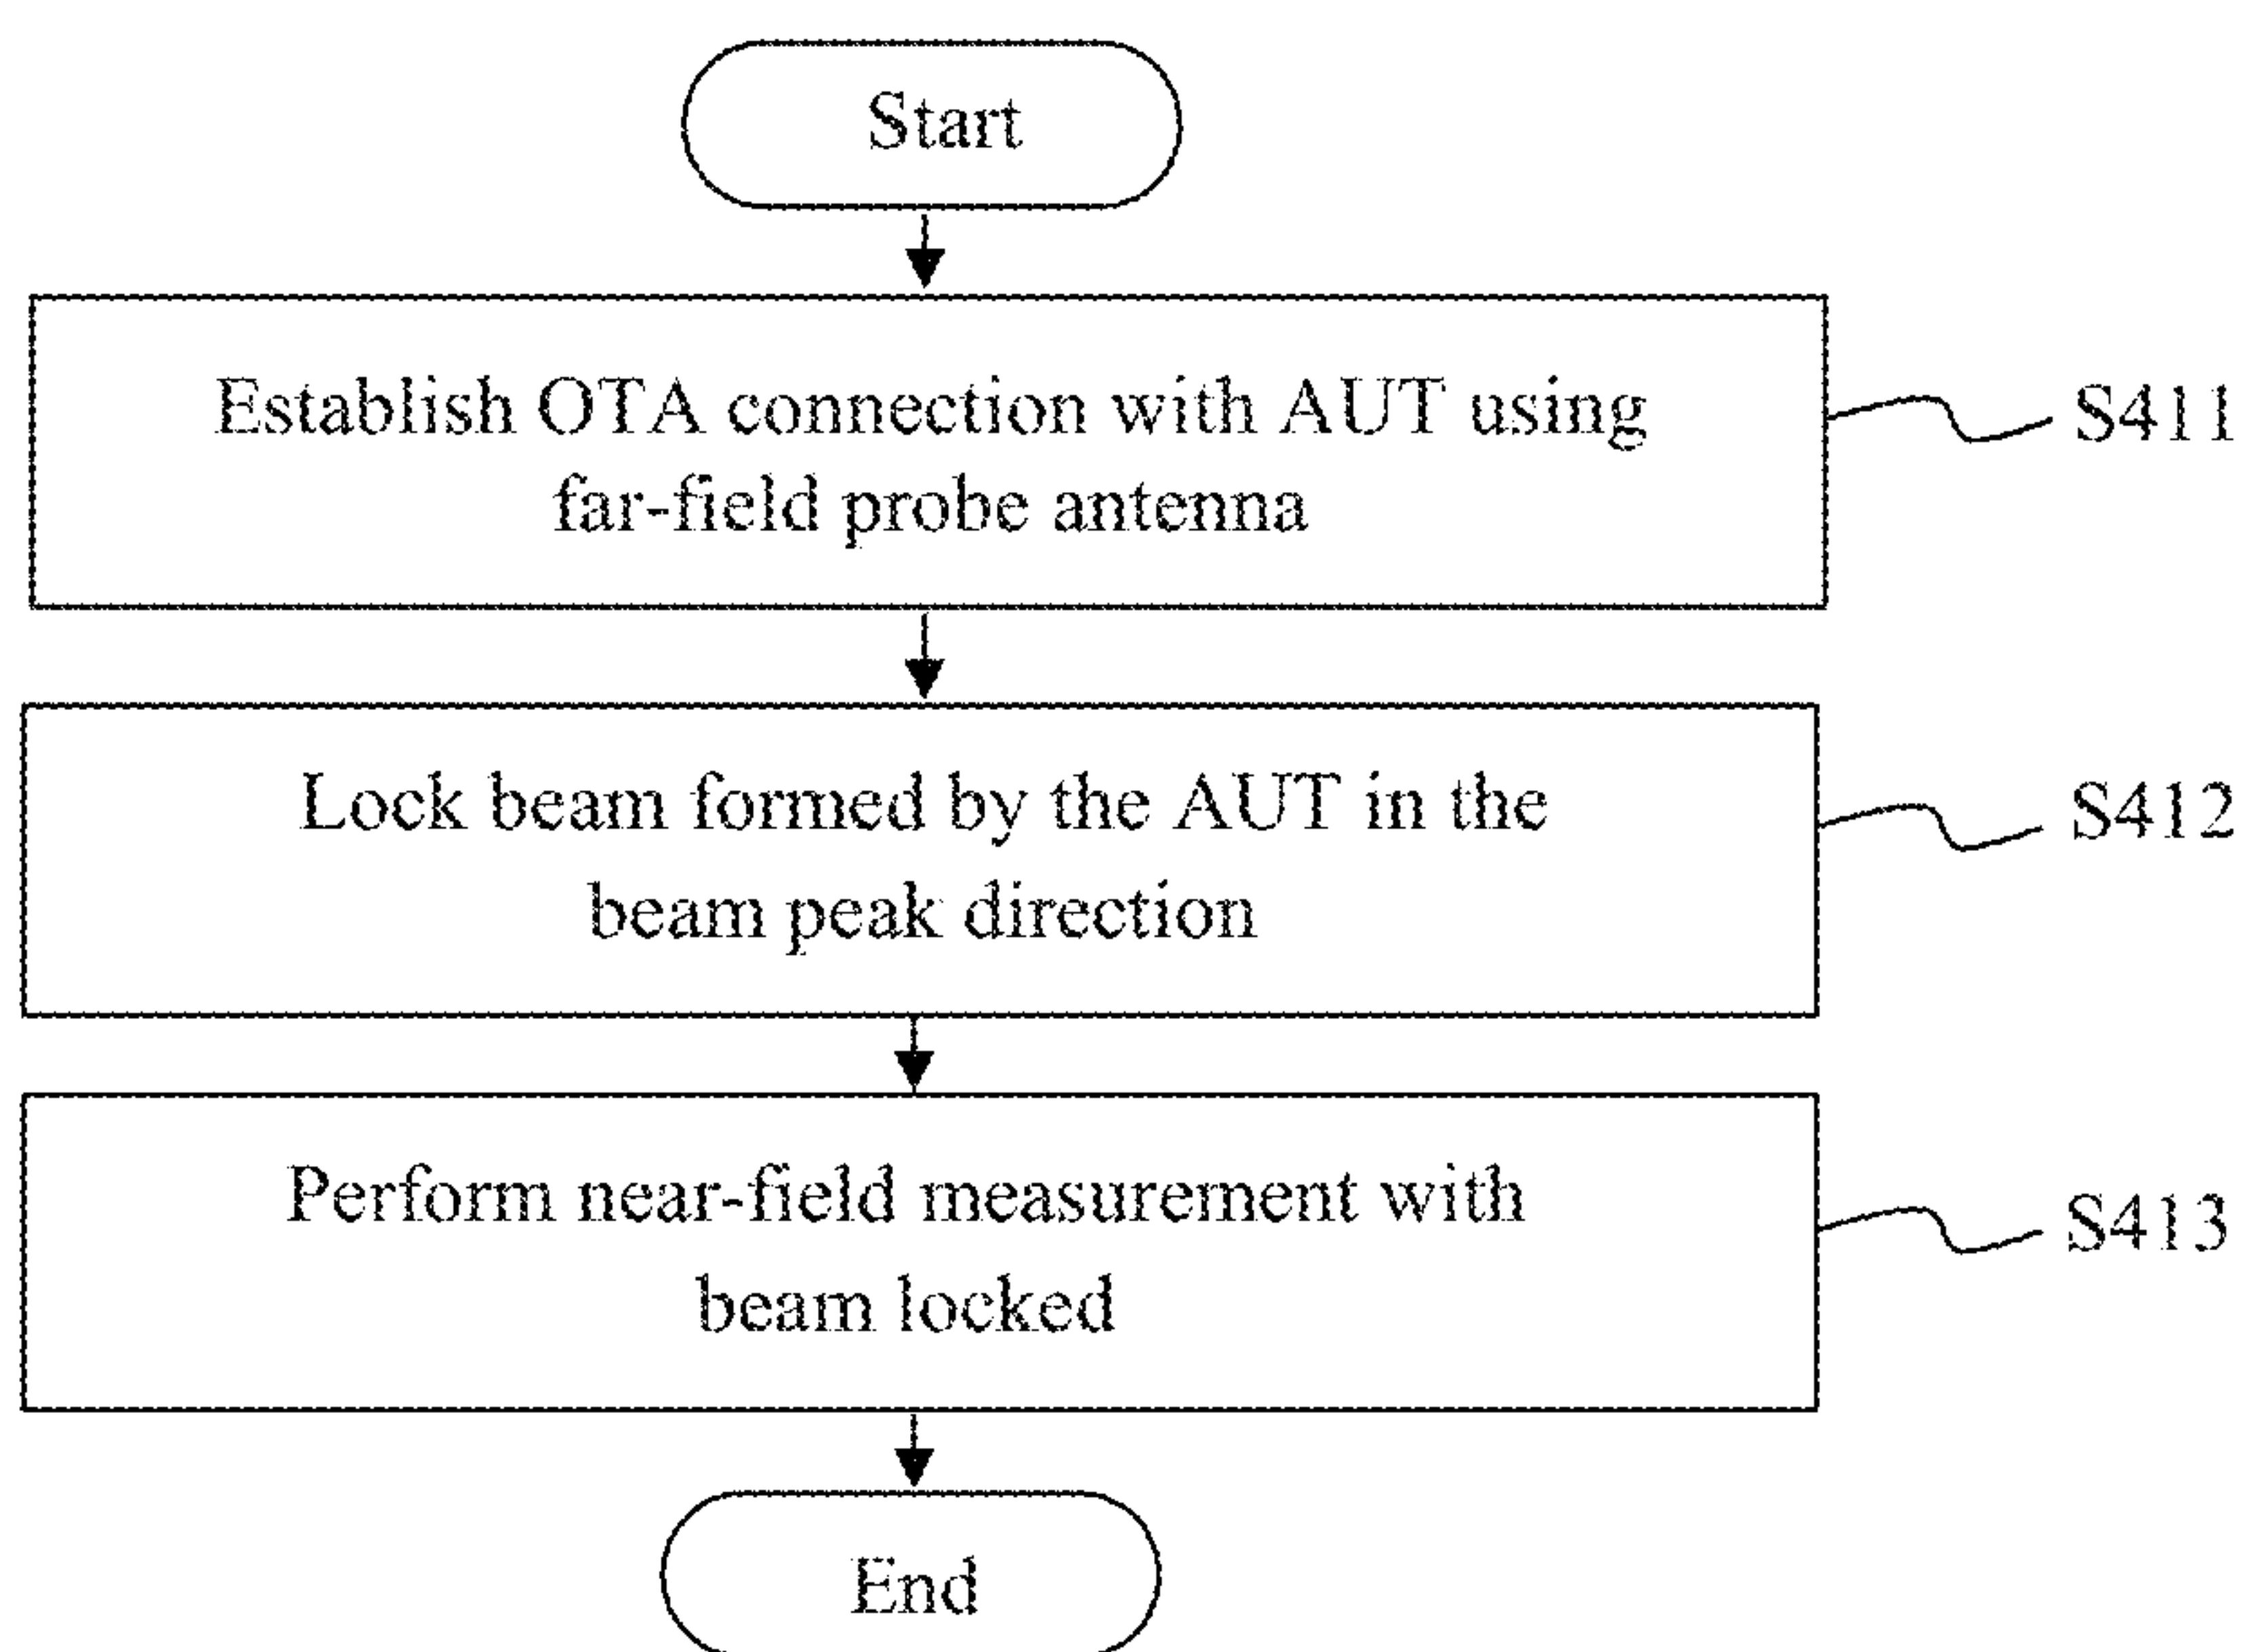 Start
Establish OTA connection with AUT using
far-field probe antenna
S411
Lock beam formed by the AUT in the
beam peak direction
S412
Perform near-field measurement with
beam locked
S413
End